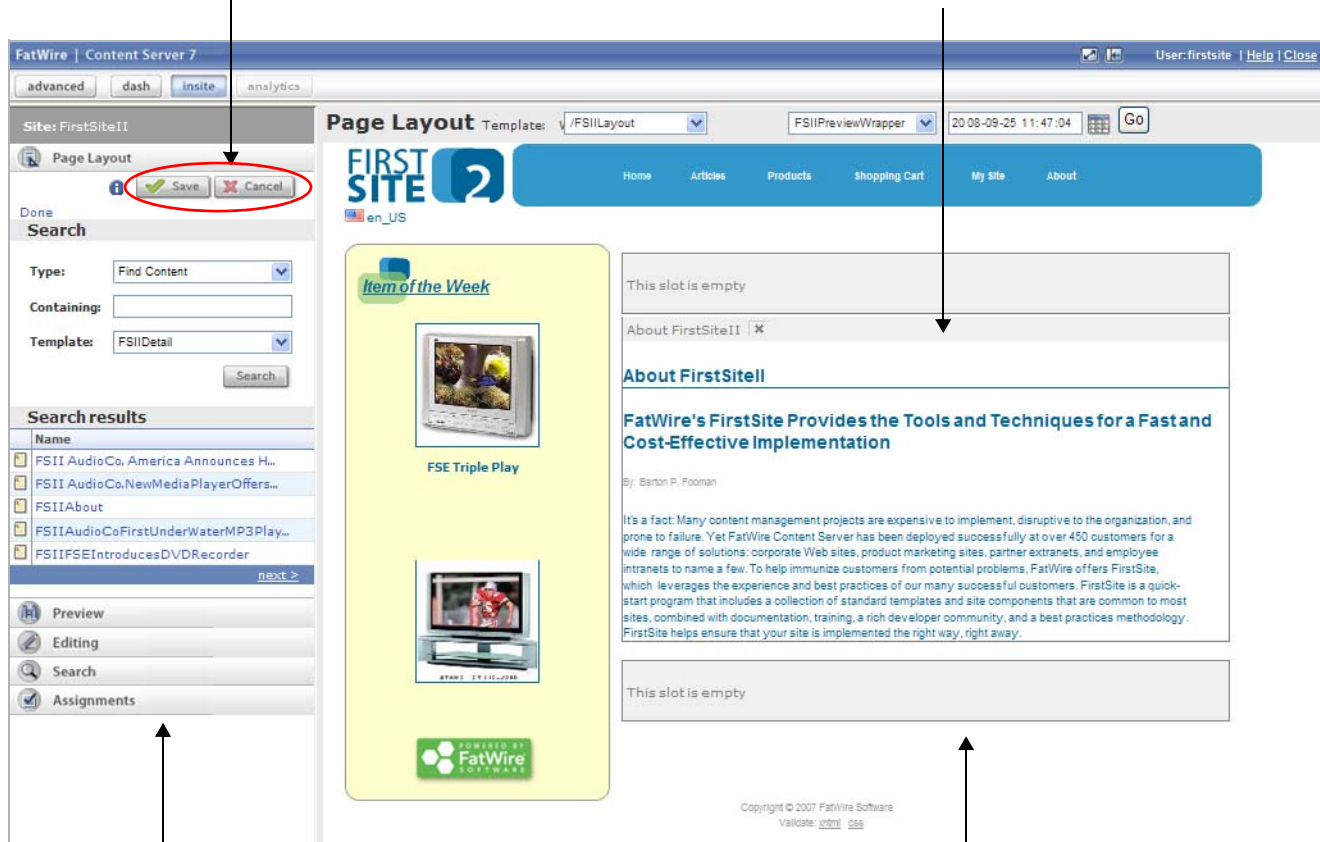 FatWire | Content Server 7
User:firstsite | Help | Close
advanced dash insite analytics
Site: FirstSiteII
Page Layout
Save Cancel
Done
Search
Type: Find Content
Containing:
Template: FSIIDetail
Search
Search results
Name
FSII AudioCo. America Announces H...
FSII AudioCo.NewMediaPlayerOffers...
FSIIAbout
FSIIAudioCoFirstUnderWaterMP3Play...
FSIIFSEIntroducesDVDRecorder
next >
Preview
Editing
Search
Assignments
Page Layout Template: /FSIILayout FSIIPreviewWrapper 2008-09-25 11:47:04 Go
FIRST
SITE 2
Home Articles Products Shopping Cart My Site About
en_US
Item of the Week
FSE Triple Play
POWERED BY
FatWire
SOFTWARE
This slot is empty
About FirstSiteII
About FirstSiteII
FatWire's FirstSite Provides the Tools and Techniques for a Fast and
Cost-Effective Implementation
By: Barton P. Fooman
It's a fact: Many content management projects are expensive to implement, disruptive to the organization, and
prone to failure. Yet FatWire Content Server has been deployed successfully at over 450 customers for a
wide range of solutions: corporate Web sites, product marketing sites, partner extranets, and employee
intranets to name a few. To help immunize customers from potential problems, FatWire offers FirstSite,
which leverages the experience and best practices of our many successful customers. FirstSite is a quick-
start program that includes a collection of standard templates and site components that are common to most
sites, combined with documentation, training, a rich developer community, and a best practices methodology.
FirstSite helps ensure that your site is implemented the right way, right away.
This slot is empty
Copyright © 2007 FatWire Software
Validate: xhtml css